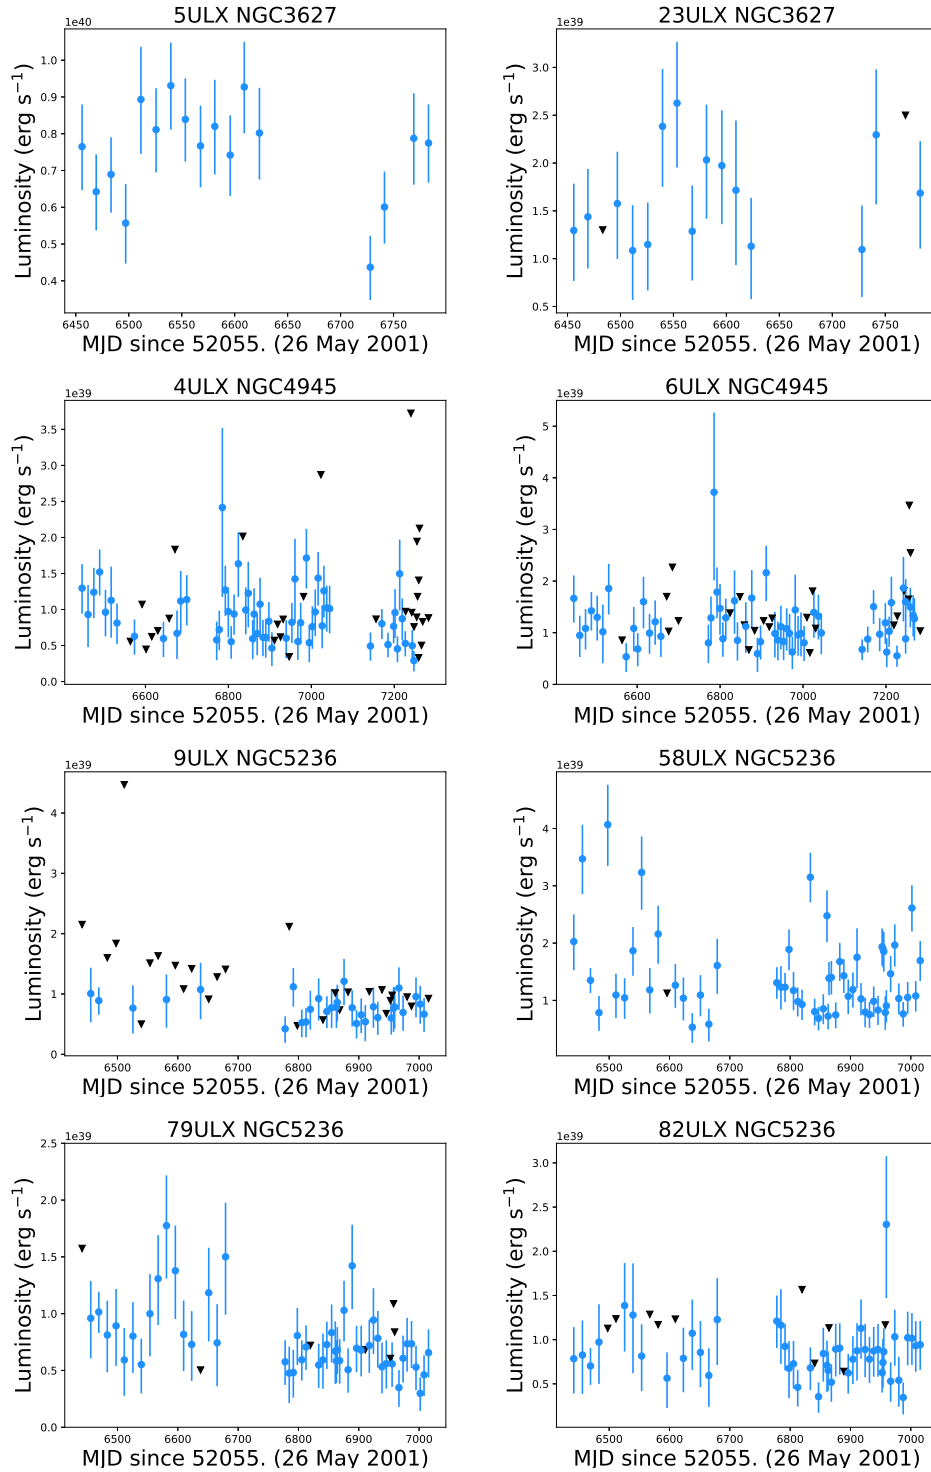 5ULX NGC3627
1e40
Luminosity (erg s⁻¹)
1.0
0.9
0.8
0.7
0.6
0.5
0.4
6450 6500 6550 6600 6650 6700 6750
MJD since 52055. (26 May 2001)
23ULX NGC3627
1e39
Luminosity (erg s⁻¹)
3.0
2.5
2.0
1.5
1.0
0.5
6450 6500 6550 6600 6650 6700 6750
MJD since 52055. (26 May 2001)
4ULX NGC4945
1e39
Luminosity (erg s⁻¹)
3.5
3.0
2.5
2.0
1.5
1.0
0.5
0.0
6600 6800 7000 7200
MJD since 52055. (26 May 2001)
6ULX NGC4945
1e39
Luminosity (erg s⁻¹)
5
4
3
2
1
0
6600 6800 7000 7200
MJD since 52055. (26 May 2001)
9ULX NGC5236
1e39
Luminosity (erg s⁻¹)
4
3
2
1
0
6500 6600 6700 6800 6900 7000
MJD since 52055. (26 May 2001)
58ULX NGC5236
1e39
Luminosity (erg s⁻¹)
4
3
2
1
6500 6600 6700 6800 6900 7000
MJD since 52055. (26 May 2001)
79ULX NGC5236
1e39
Luminosity (erg s⁻¹)
2.5
2.0
1.5
1.0
0.5
0.0
6500 6600 6700 6800 6900 7000
MJD since 52055. (26 May 2001)
82ULX NGC5236
1e39
Luminosity (erg s⁻¹)
3.0
2.5
2.0
1.5
1.0
0.5
0.0
6500 6600 6700 6800 6900 7000
MJD since 52055. (26 May 2001)